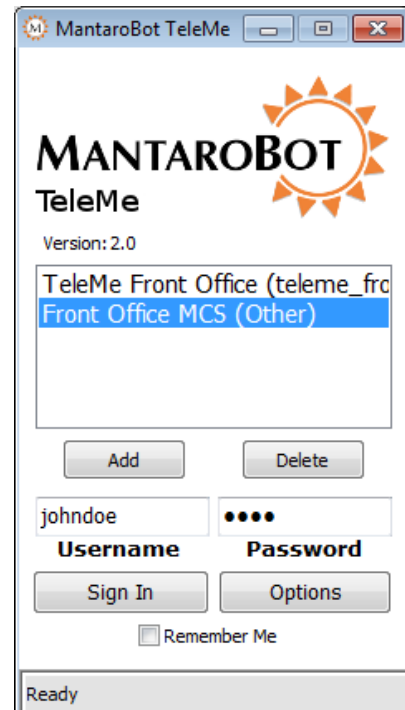 MantaroBot TeleMe
MANTAROBOT
TeleMe
Version: 2.0
TeleMe Front Office (teleme_fro
Front Office MCS (Other)
Add Delete
johndoe ●●●●
Username Password
Sign In Options
Remember Me
Ready